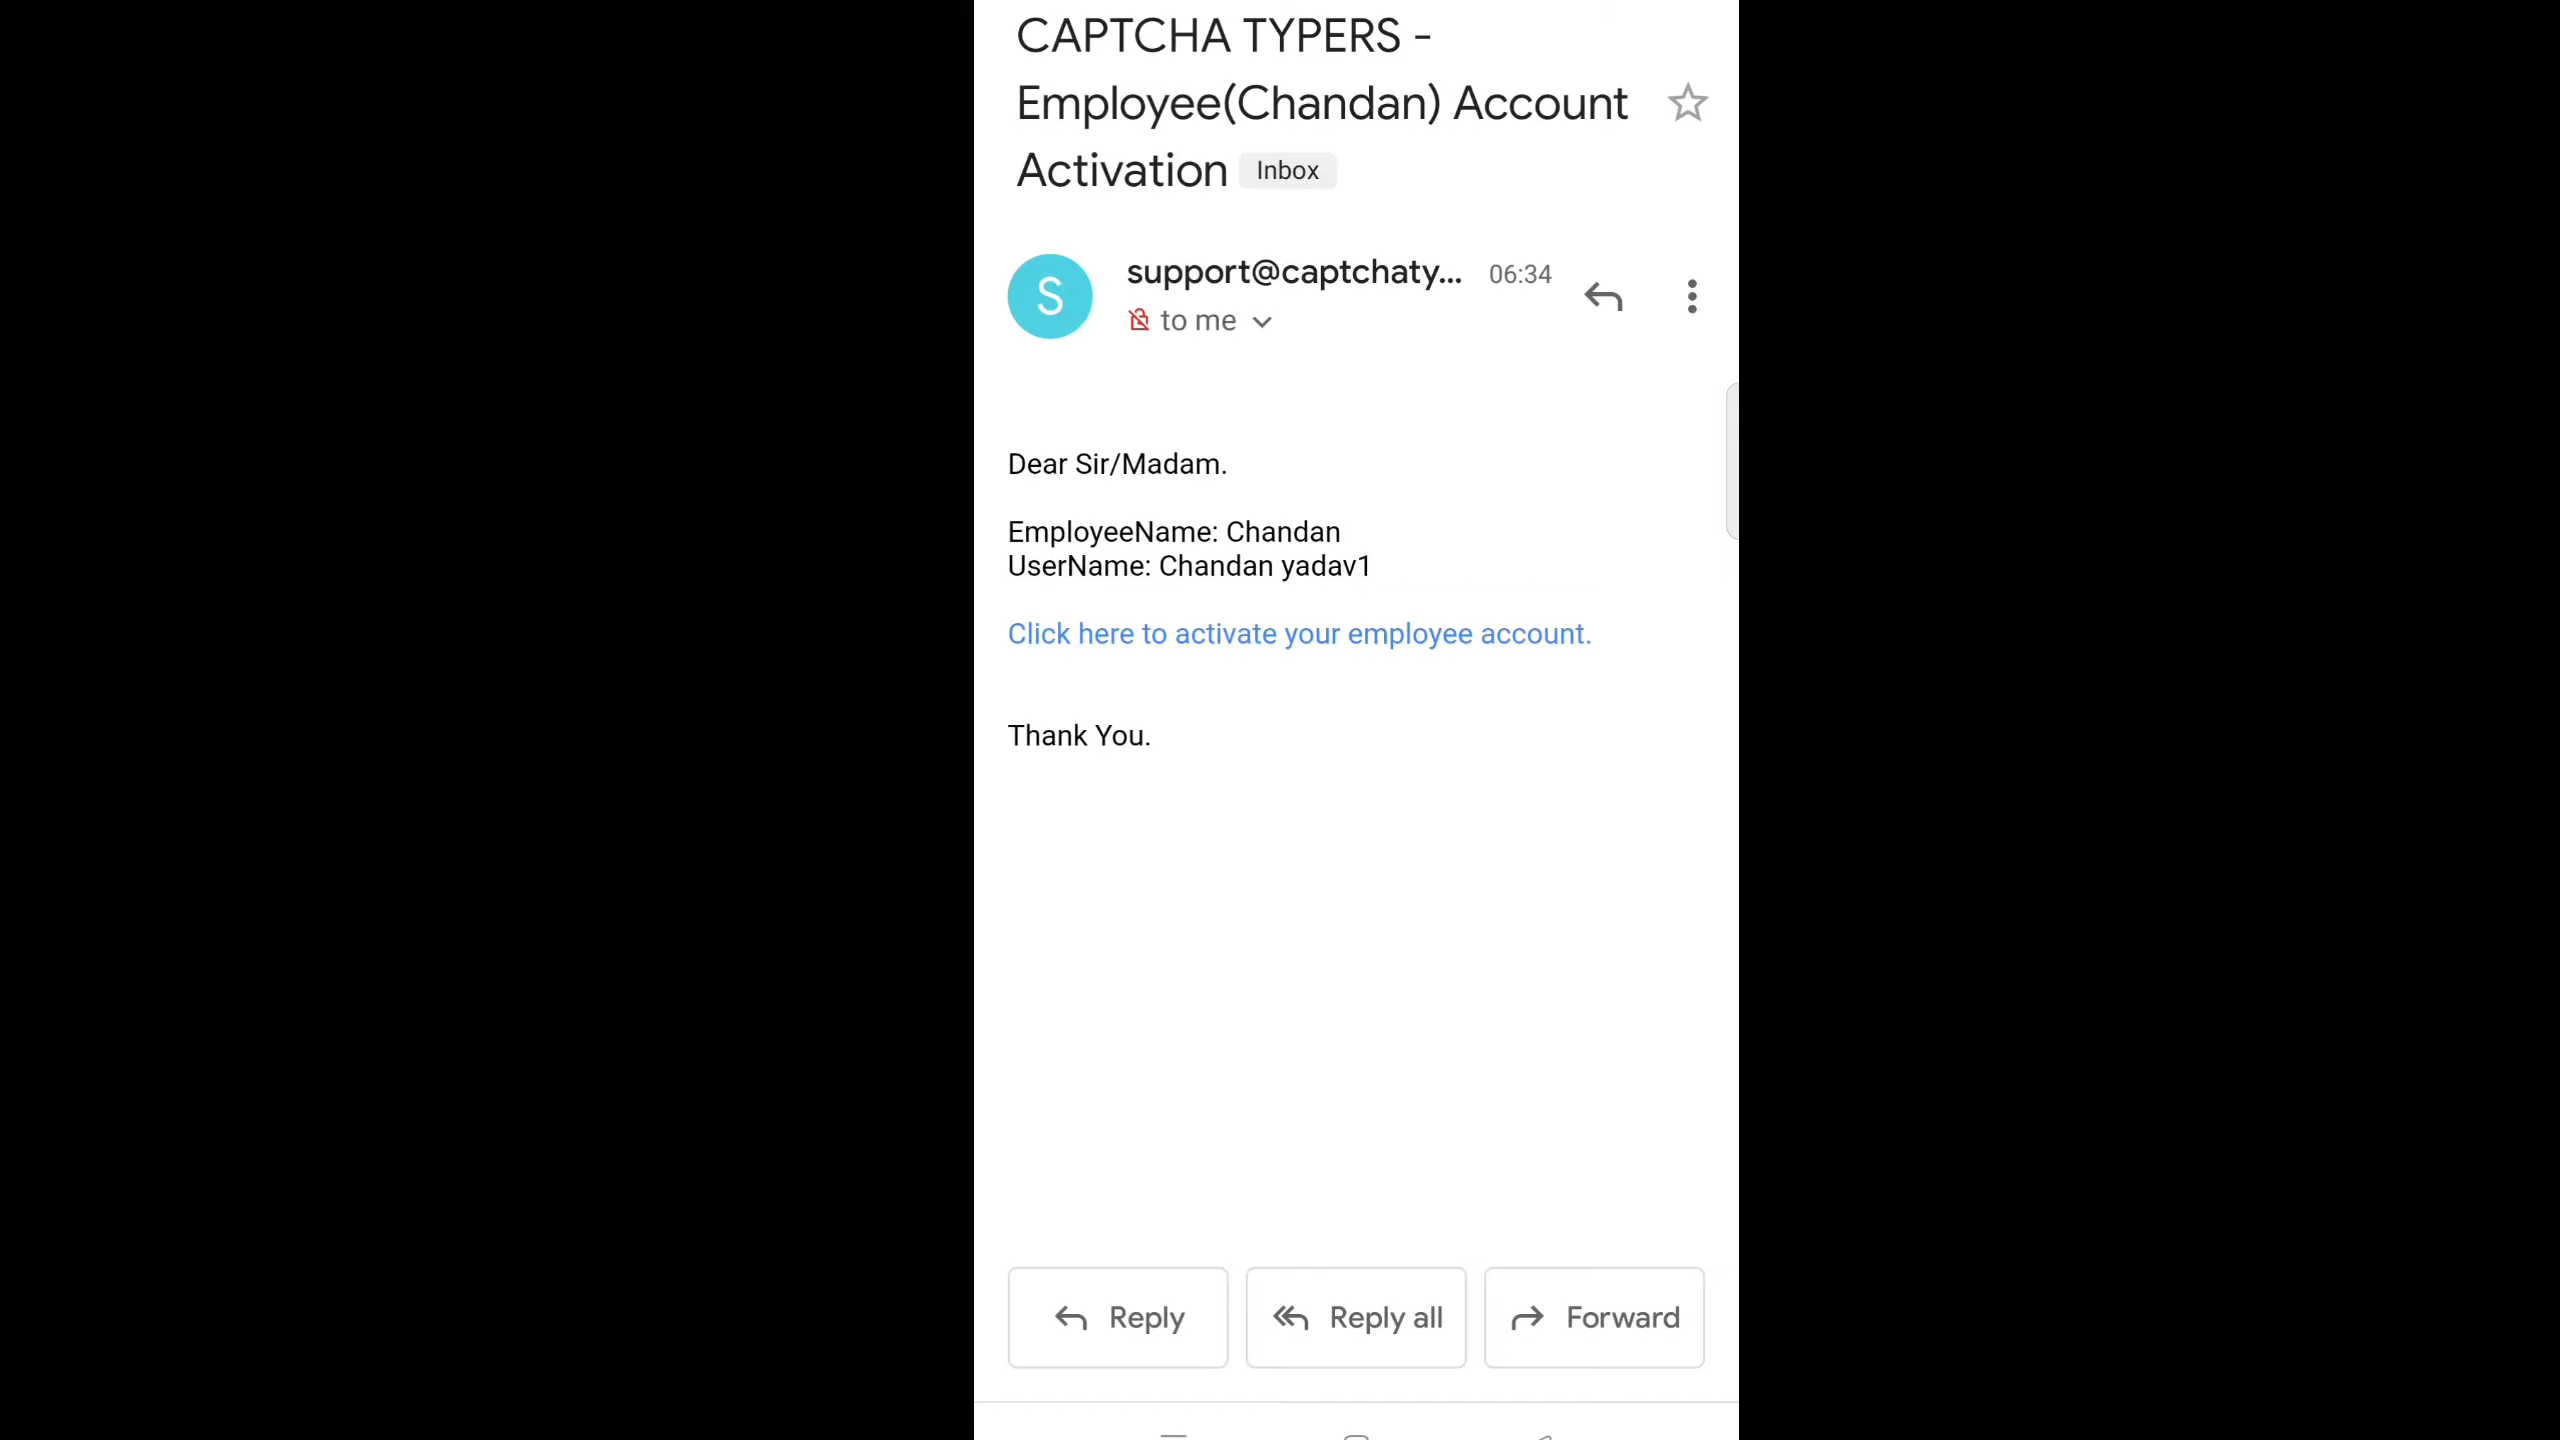 CAPTCHA TYPERS -
Employee(Chandan) Account
Activation Inbox
S
support@captchaty... 06:34
to me
Dear Sir/Madam.
EmployeeName: Chandan
UserName: Chandan yadav1
Click here to activate your employee account.
Thank You.
Reply Reply all Forward